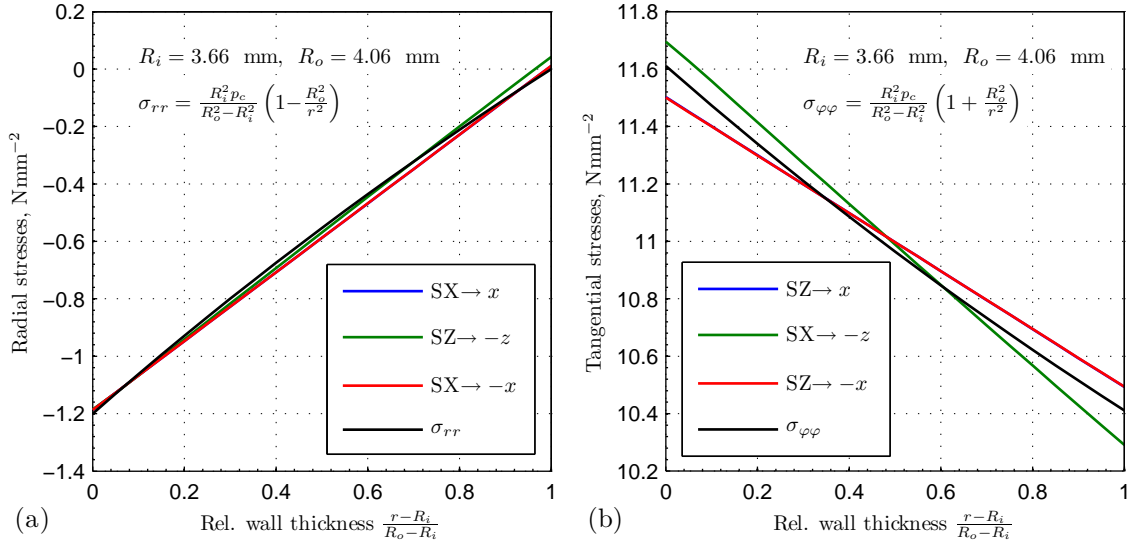 R_i = 3.66 mm, R_o = 4.06 mm
σ_rr = \frac{R_i^2 p_c}{R_o^2−R_i^2} (1−\frac{R_o^2}{r^2})
Radial stresses, Nmm^{−2}
0
−0.2
−0.4
−0.6
−0.8
−1
−1.2
−1.4
SX→ x
SZ→ −z
SX→ −x
σ_rr
0 0.2 0.4 0.6 0.8 1
(a)
Rel. wall thickness \frac{r−R_i}{R_o−R_i}
R_i = 3.66 mm, R_o = 4.06 mm
σ_φφ = \frac{R_i^2 p_c}{R_o^2−R_i^2} (1 + \frac{R_o^2}{r^2})
Tangential stresses, Nmm^{−2}
11.8
11.6
11.4
11.2
11
10.8
10.6
10.4
10.2
SZ→ x
SX→ −z
SZ→ −x
σ_φφ
0 0.2 0.4 0.6 0.8 1
(b)
Rel. wall thickness \frac{r−R_i}{R_o−R_i}